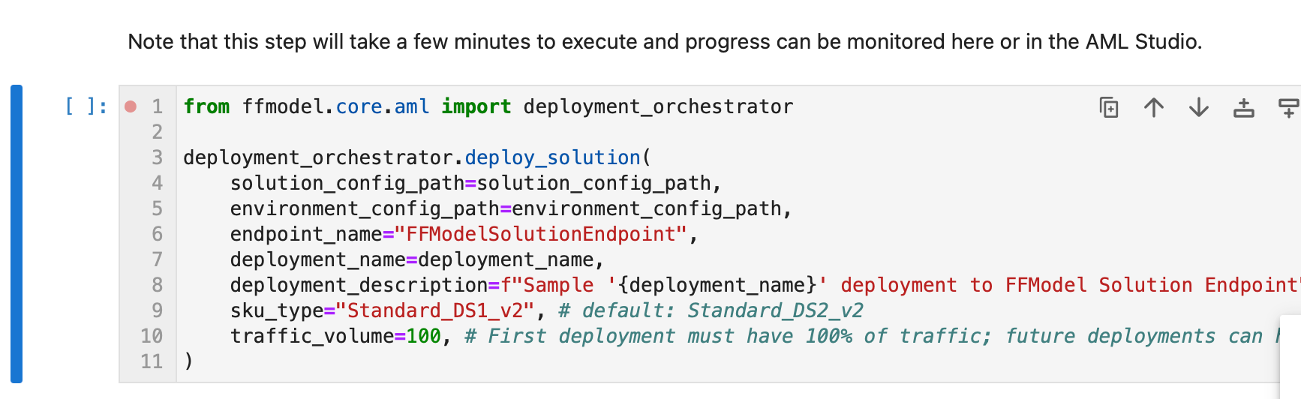 Note that this step will take a few minutes to execute and progress can be monitored here or in the AML Studio.
[ ]: 1 from ffmodel.core.aml import deployment_orchestrator
2
3 deployment_orchestrator.deploy_solution(
4     solution_config_path=solution_config_path,
5     environment_config_path=environment_config_path,
6     endpoint_name="FFModelSolutionEndpoint",
7     deployment_name=deployment_name,
8     deployment_description=f"Sample '{deployment_name}' deployment to FFModel Solution Endpoint"
9     sku_type="Standard_DS1_v2", # default: Standard_DS2_v2
10     traffic_volume=100, # First deployment must have 100% of traffic; future deployments can
11 )